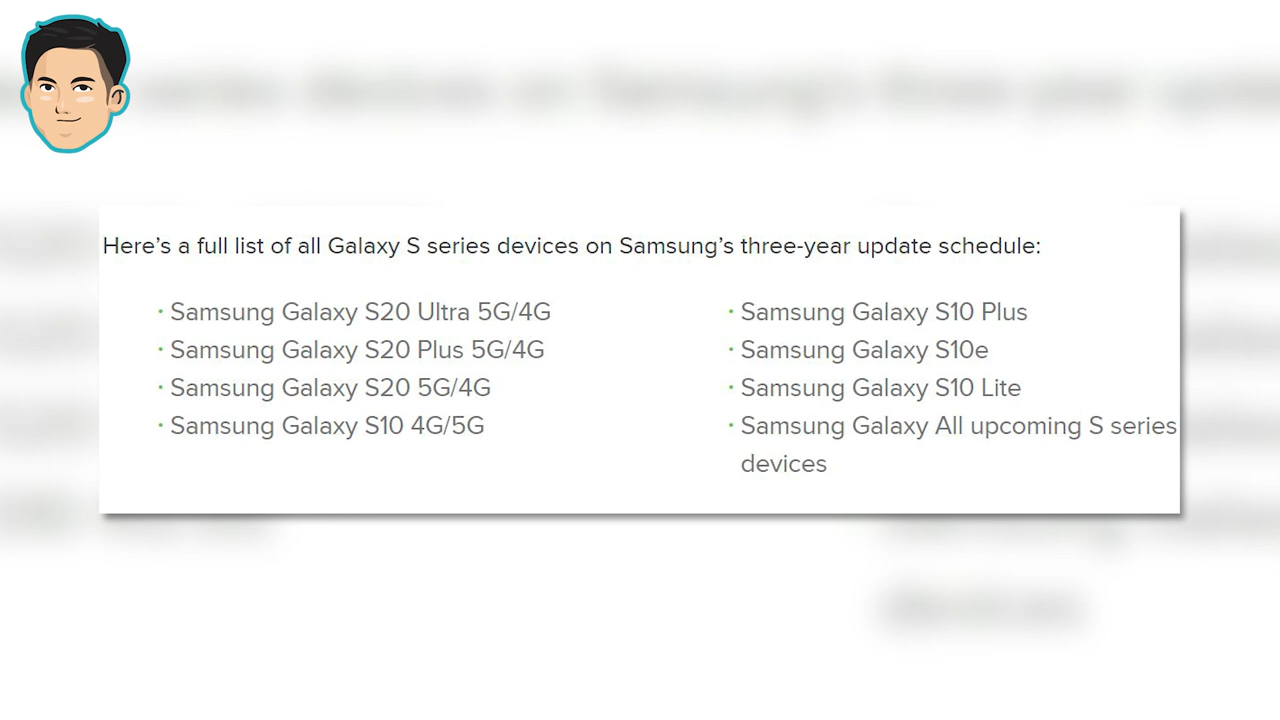 Here’s a full list of all Galaxy S series devices on Samsung’s three-year update schedule:
· Samsung Galaxy S20 Ultra 5G/4G
· Samsung Galaxy S20 Plus 5G/4G
· Samsung Galaxy S20 5G/4G
· Samsung Galaxy S10 4G/5G
· Samsung Galaxy S10 Plus
· Samsung Galaxy S10e
· Samsung Galaxy S10 Lite
· Samsung Galaxy All upcoming S series
devices